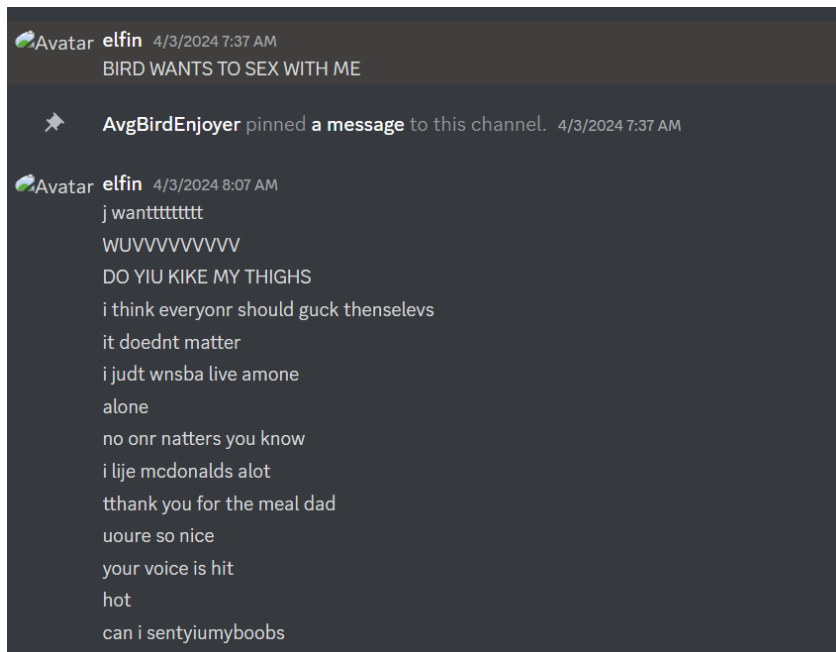 Avatar elfin 4/3/2024 7:37 AM
BIRD WANTS TO SEX WITH ME
AvgBirdEnjoyer pinned a message to this channel. 4/3/2024 7:37 AM
Avatar elfin 4/3/2024 8:07 AM
j wanttttttttt
WUVVVVVVVVV
DO YIU KIKE MY THIGHS
i think everyonr should guck thenselevs
it doednt matter
i judt wnsba live amone
alone
no onr natters you know
i lije mcdonalds alot
tthank you for the meal dad
uoure so nice
your voice is hit
hot
can i sentyiumyboobs